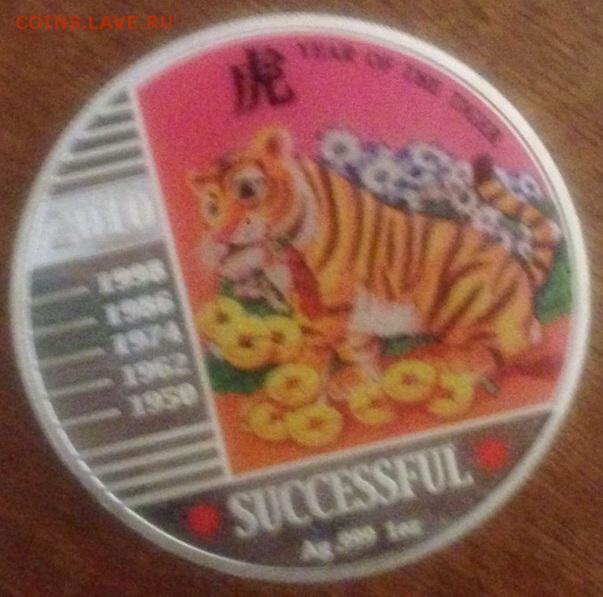 COINS.LAVE.RU
虎
YEAR OF THE TIGER
2010
1998
1986
1974
1962
1950
SUCCESSFUL
Ag .999 1oz